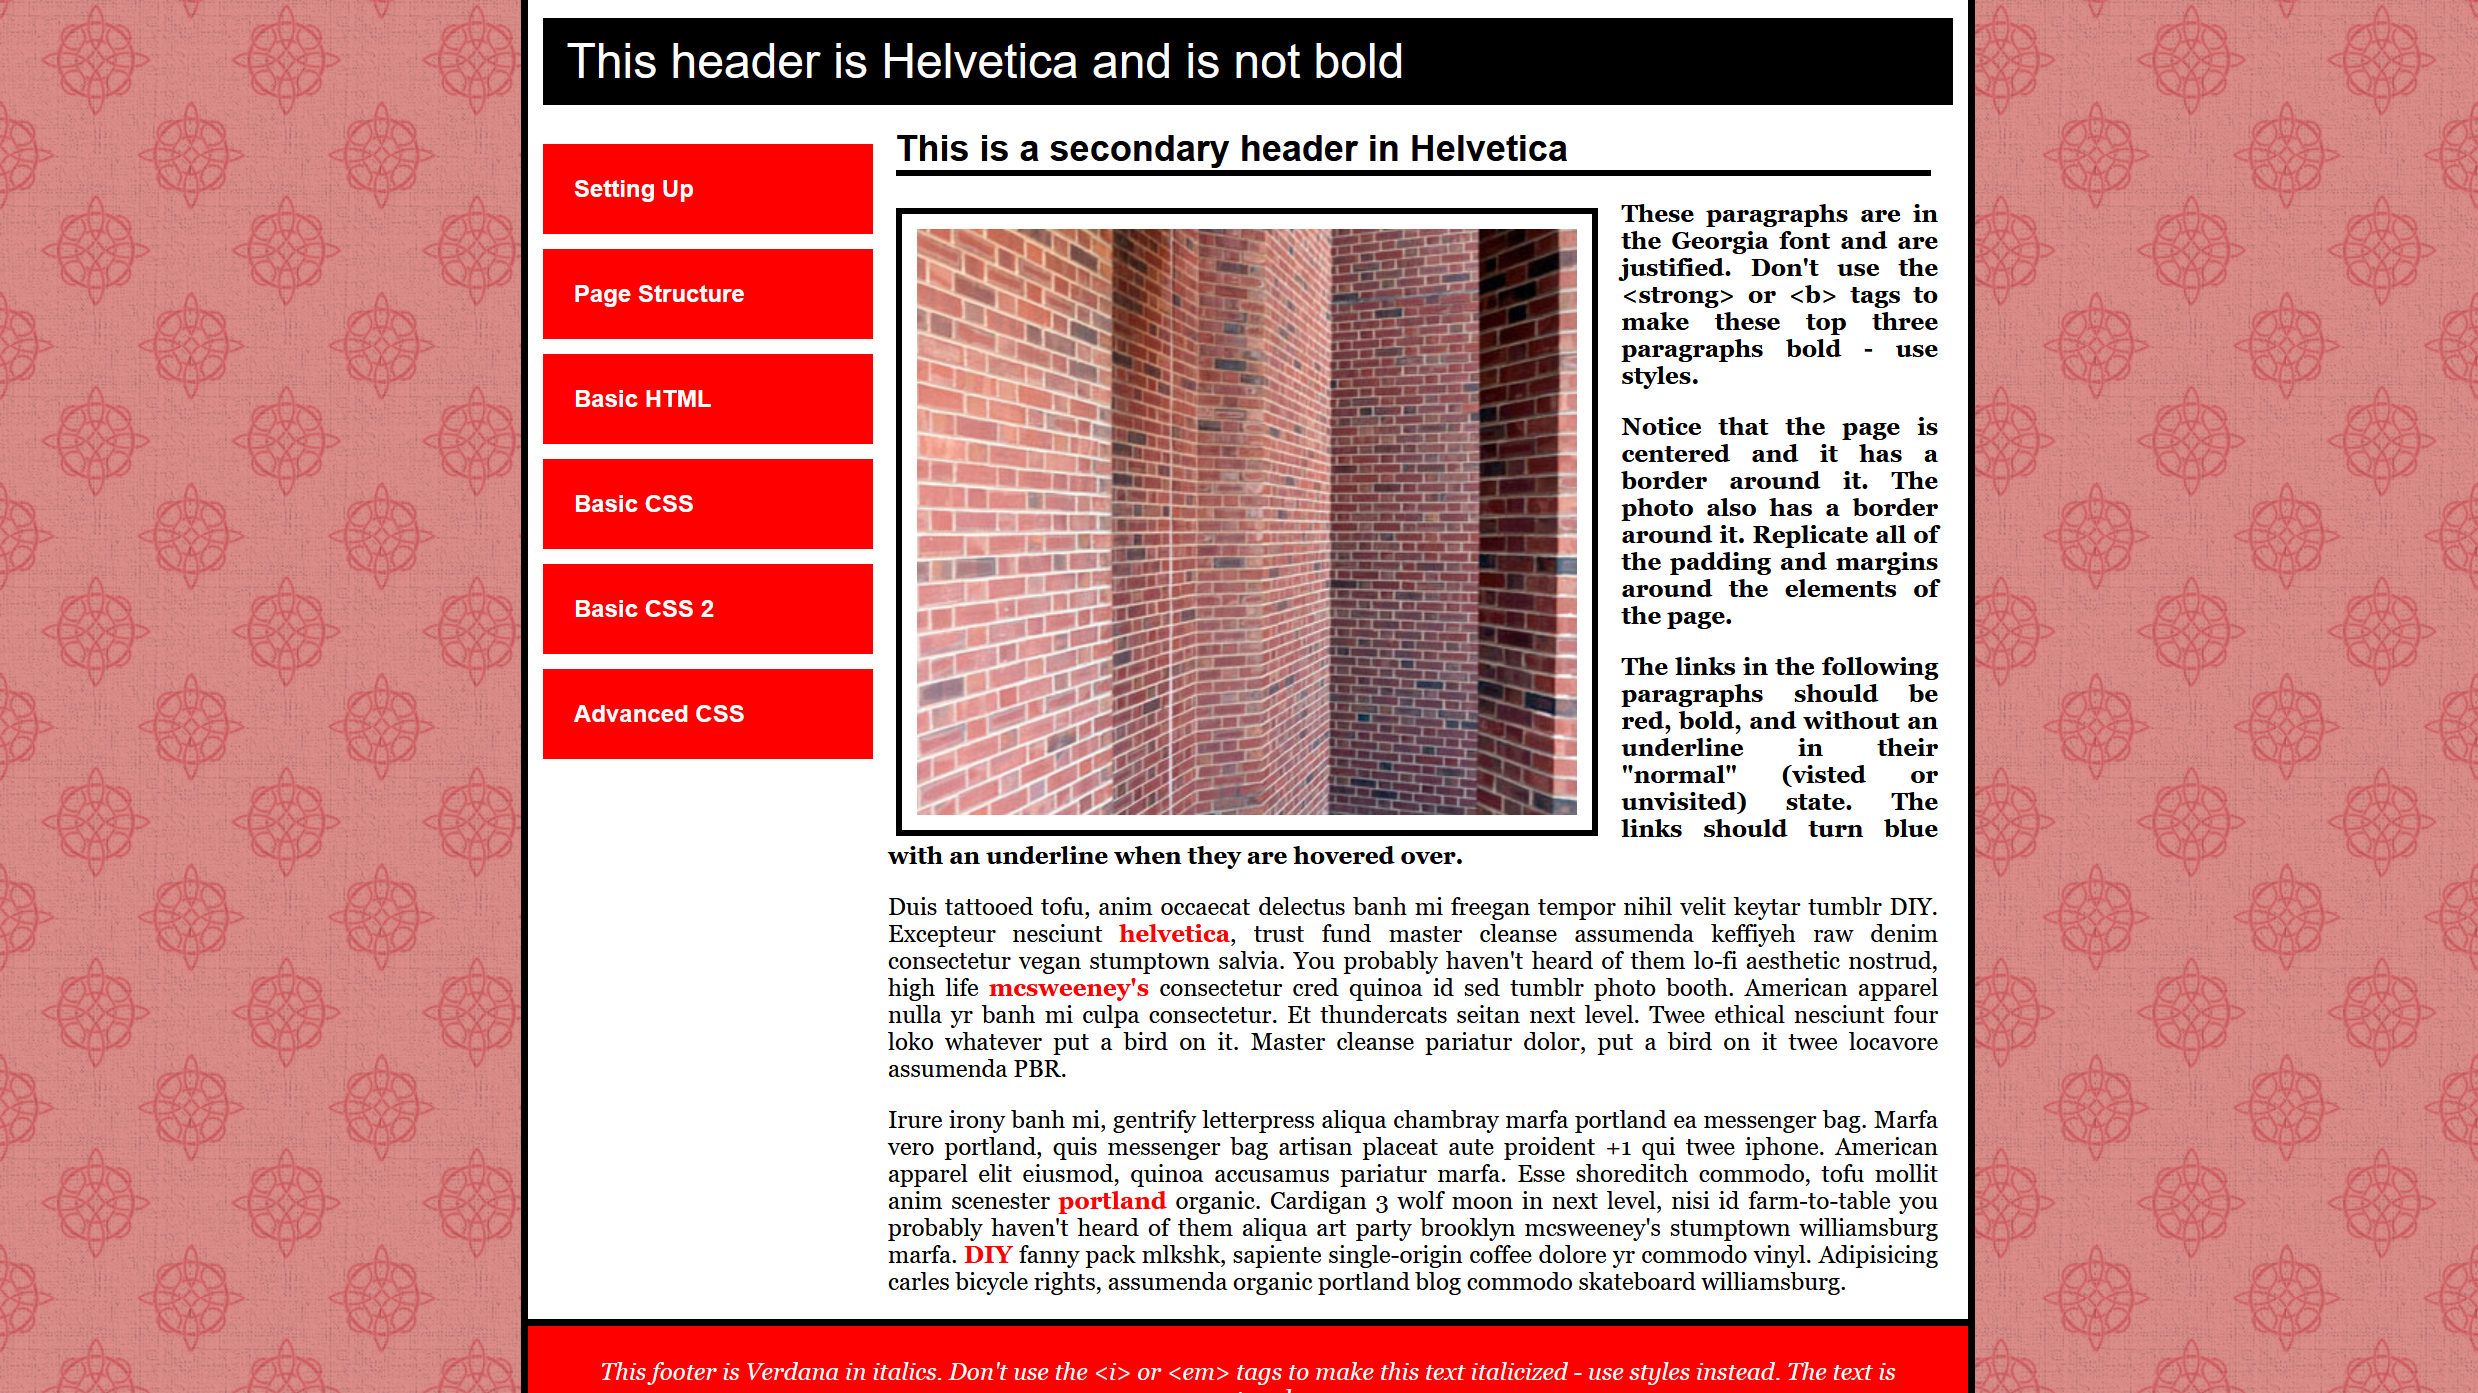 This header is Helvetica and is not bold
Setting Up
Page Structure
Basic HTML
Basic CSS
Basic CSS 2
Advanced CSS
This is a secondary header in Helvetica
These paragraphs are in
the Georgia font and are
justified. Don't use the
<strong> or <b> tags to
make these top three
paragraphs bold - use
styles.
Notice that the page is
centered and it has a
border around it. The
photo also has a border
around it. Replicate all of
the padding and margins
around the elements of
the page.
The links in the following
paragraphs should be
red, bold, and without an
underline in their
"normal" (visted or
unvisited) state. The
links should turn blue
with an underline when they are hovered over.
Duis tattooed tofu, anim occaecat delectus banh mi freegan tempor nihil velit keytar tumblr DIY.
Excepteur nesciunt helvetica, trust fund master cleanse assumenda keffiyeh raw denim
consectetur vegan stumptown salvia. You probably haven't heard of them lo-fi aesthetic nostrud,
high life mcsweeney's consectetur cred quinoa id sed tumblr photo booth. American apparel
nulla yr banh mi culpa consectetur. Et thundercats seitan next level. Twee ethical nesciunt four
loko whatever put a bird on it. Master cleanse pariatur dolor, put a bird on it twee locavore
assumenda PBR.
Irure irony banh mi, gentrify letterpress aliqua chambray marfa portland ea messenger bag. Marfa
vero portland, quis messenger bag artisan placeat aute proident +1 qui twee iphone. American
apparel elit eiusmod, quinoa accusamus pariatur marfa. Esse shoreditch commodo, tofu mollit
anim scenester portland organic. Cardigan 3 wolf moon in next level, nisi id farm-to-table you
probably haven't heard of them aliqua art party brooklyn mcsweeney's stumptown williamsburg
marfa. DIY fanny pack mlkshk, sapiente single-origin coffee dolore yr commodo vinyl. Adipisicing
carles bicycle rights, assumenda organic portland blog commodo skateboard williamsburg.
This footer is Verdana in italics. Don't use the <i> or <em> tags to make this text italicized - use styles instead. The text is